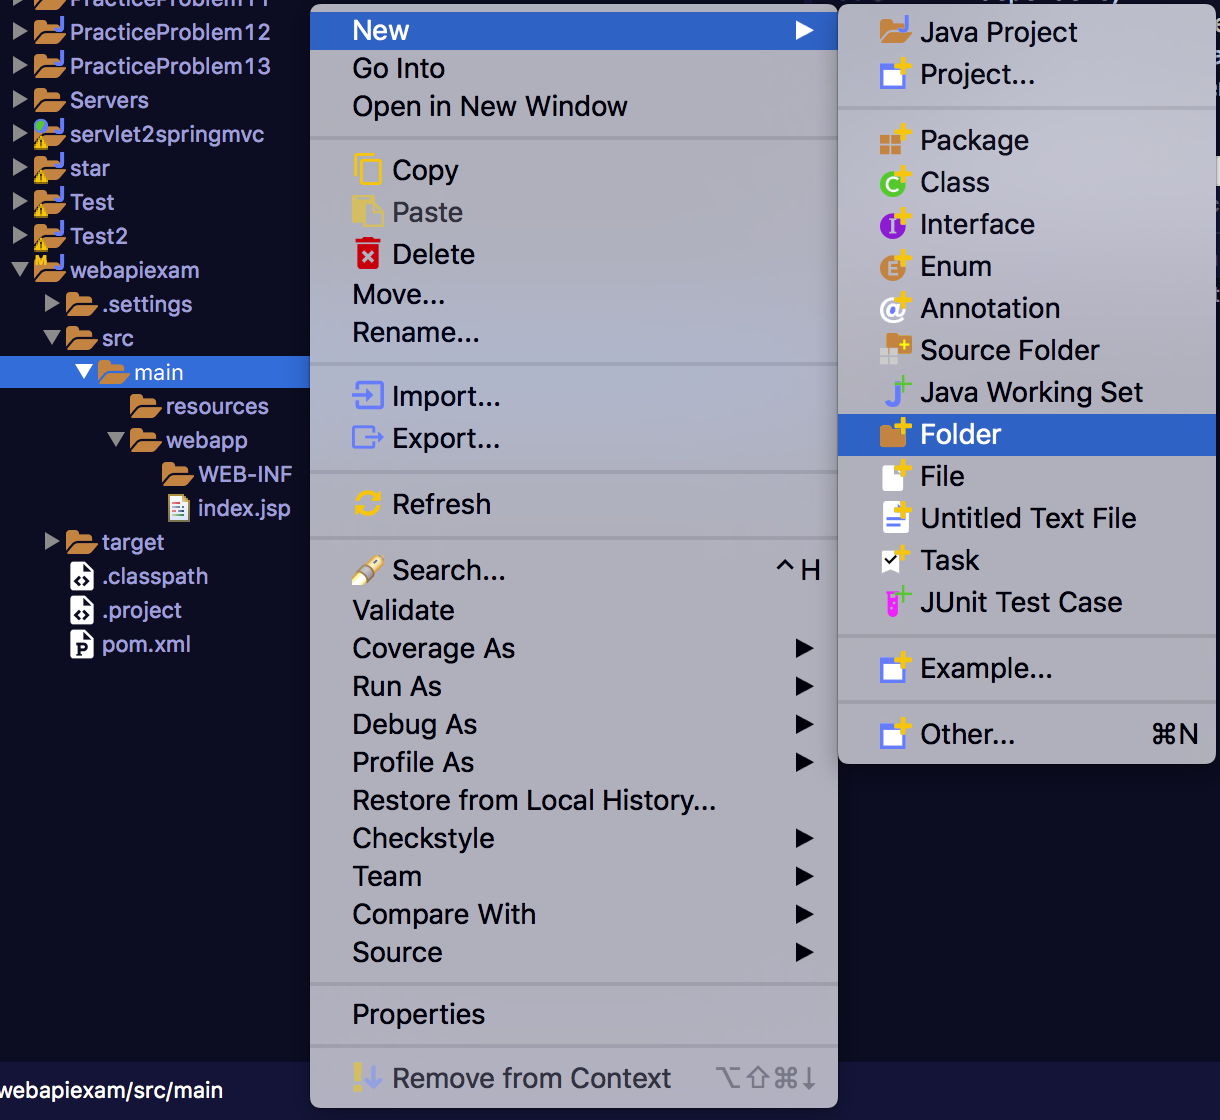 PracticeProblem11
PracticeProblem12
PracticeProblem13
Servers
servlet2springmvc
star
Test
Test2
webapiexam
.settings
src
main
resources
webapp
WEB-INF
index.jsp
target
.classpath
.project
pom.xml
webapiexam/src/main
New
Go Into
Open in New Window
Copy
Paste
Delete
Move...
Rename...
Import...
Export...
Refresh
Search... ^ H
Validate
Coverage As
Run As
Debug As
Profile As
Restore from Local History...
Checkstyle
Team
Compare With
Source
Properties
Remove from Context ⌥⇧⌘↓
Java Project
Project...
Package
Class
Interface
Enum
Annotation
Source Folder
Java Working Set
Folder
File
Untitled Text File
Task
JUnit Test Case
Example...
Other... ⌘N